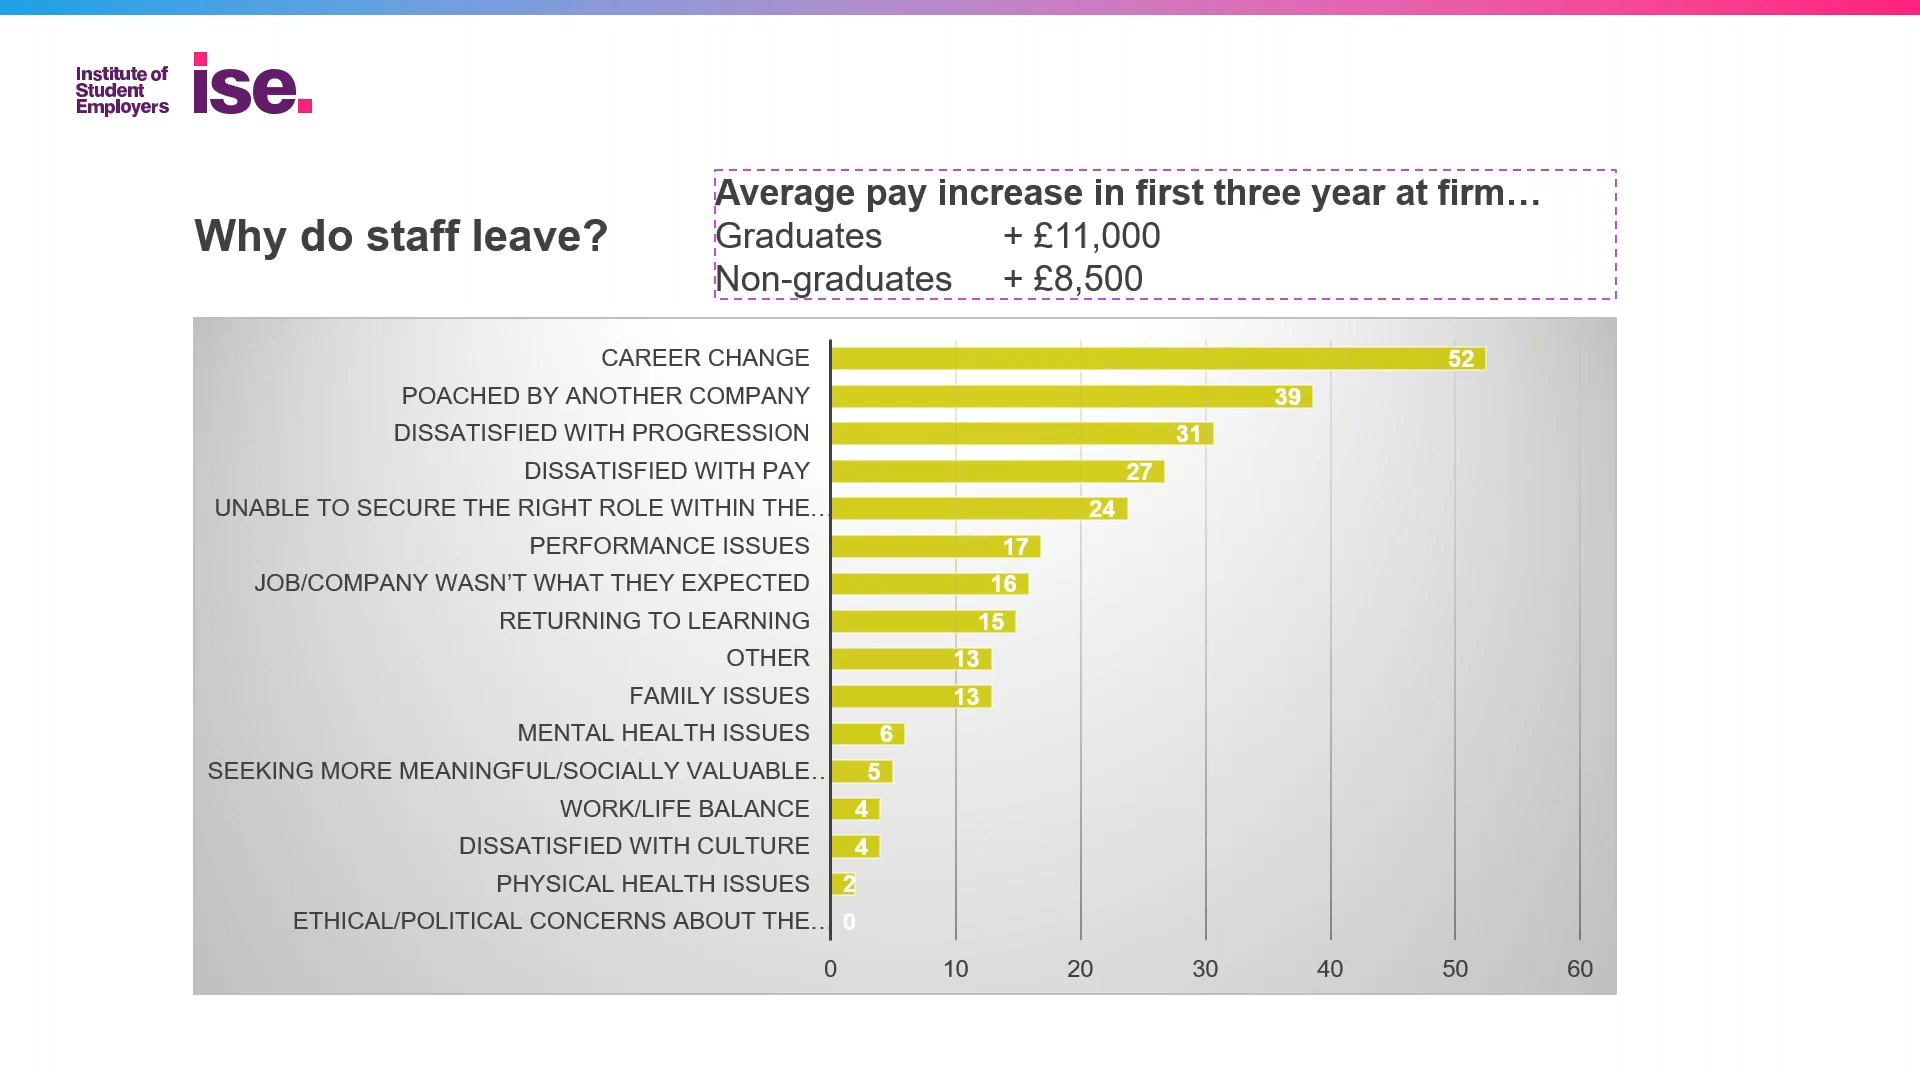 Institute of
Student
Employers
ise.
Why do staff leave?
Average pay increase in first three year at firm…
Graduates + £11,000
Non-graduates + £8,500
CAREER CHANGE 52
POACHED BY ANOTHER COMPANY 39
DISSATISFIED WITH PROGRESSION 31
DISSATISFIED WITH PAY 27
UNABLE TO SECURE THE RIGHT ROLE WITHIN THE… 24
PERFORMANCE ISSUES 17
JOB/COMPANY WASN’T WHAT THEY EXPECTED 16
RETURNING TO LEARNING 15
OTHER 13
FAMILY ISSUES 13
MENTAL HEALTH ISSUES 6
SEEKING MORE MEANINGFUL/SOCIALLY VALUABLE… 5
WORK/LIFE BALANCE 4
DISSATISFIED WITH CULTURE 4
PHYSICAL HEALTH ISSUES 2
ETHICAL/POLITICAL CONCERNS ABOUT THE… 0
0 10 20 30 40 50 60